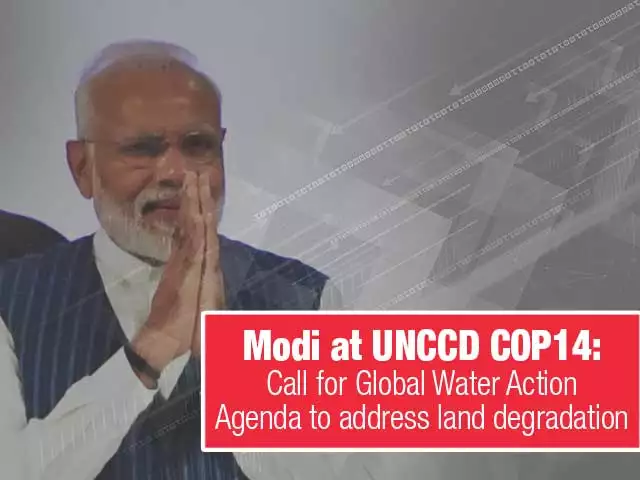 Modi at UNCCD COP14:
Call for Global Water Action
Agenda to address land degradation